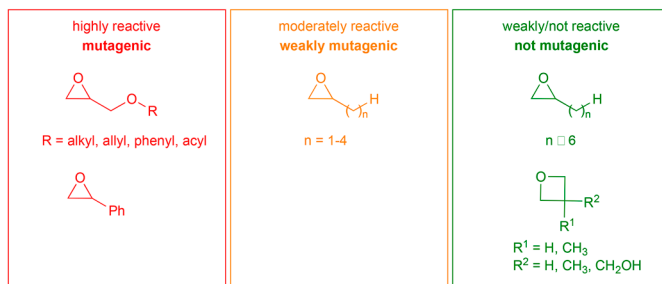 highly reactive
mutagenic
O
O
R
R = alkyl, allyl, phenyl, acyl
O
Ph
moderately reactive
weakly mutagenic
O
H
n
n = 1-4
weakly/not reactive
not mutagenic
O
H
n
n □ 6
O
R²
R¹
R¹ = H, CH₃
R² = H, CH₃, CH₂OH